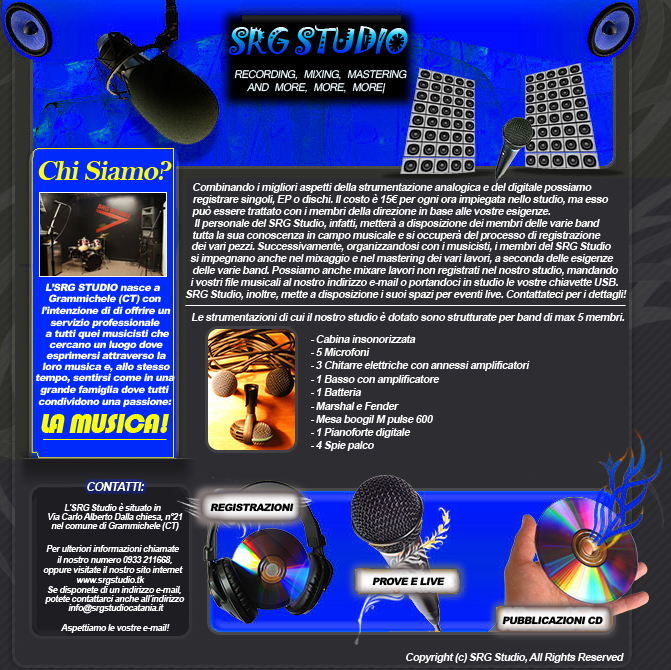 SRG STUDIO
RECORDING, MIXING, MASTERING
AND MORE, MORE, MORE|
Chi Siamo?
L'SRG STUDIO nasce a
Grammichele (CT) con
l'intenzione di di offrire un
servizio professionale
a tutti quei musicisti che
cercano un luogo dove
esprimersi attraverso la
loro musica e, allo stesso
tempo, sentirsi come in una
grande famiglia dove tutti
condividono una passione:
LA MUSICA!
Combinando i migliori aspetti della strumentazione analogica e del digitale possiamo
registrare singoli, EP o dischi. Il costo è 15€ per ogni ora impiegata nello studio, ma esso
può essere trattato con i membri della direzione in base alle vostre esigenze.
Il personale del SRG Studio, infatti, metterà a disposizione dei membri delle varie band
tutta la sua conoscenza in campo musicale e si occuperà del processo di registrazione
dei vari pezzi. Successivamente, organizzandosi con i musicisti, i membri del SRG Studio
si impegnano anche nel mixaggio e nel mastering dei vari lavori, a seconda delle esigenze
delle varie band. Possiamo anche mixare lavori non registrati nel nostro studio, mandando
i vostri file musicali al nostro indirizzo e-mail o portandoci in studio le vostre chiavette USB.
SRG Studio, inoltre, mette a disposizione i suoi spazi per eventi live. Contattateci per i dettagli!
Le strumentazioni di cui il nostro studio è dotato sono strutturate per band di max 5 membri.
- Cabina insonorizzata
- 5 Microfoni
- 3 Chitarre elettriche con annessi amplificatori
- 1 Basso con amplificatore
- 1 Batteria
- Marshal e Fender
- Mesa boogil M pulse 600
- 1 Pianoforte digitale
- 4 Spie palco
CONTATTI:
L'SRG Studio è situato in
Via Carlo Alberto Dalla chiesa, n°21
nel comune di Grammichele (CT)
Per ulteriori informazioni chiamate
il nostro numero 0933 211668,
oppure visitate il nostro sito internet
www.srgstudio.tk
Se disponete di un indirizzo e-mail,
potete contattarci anche all'indirizzo
info@srgstudiocatania.it
Aspettiamo le vostre e-mail!
REGISTRAZIONI
PROVE E LIVE
PUBBLICAZIONI CD
Copyright (c) SRG Studio, All Rights Reserved